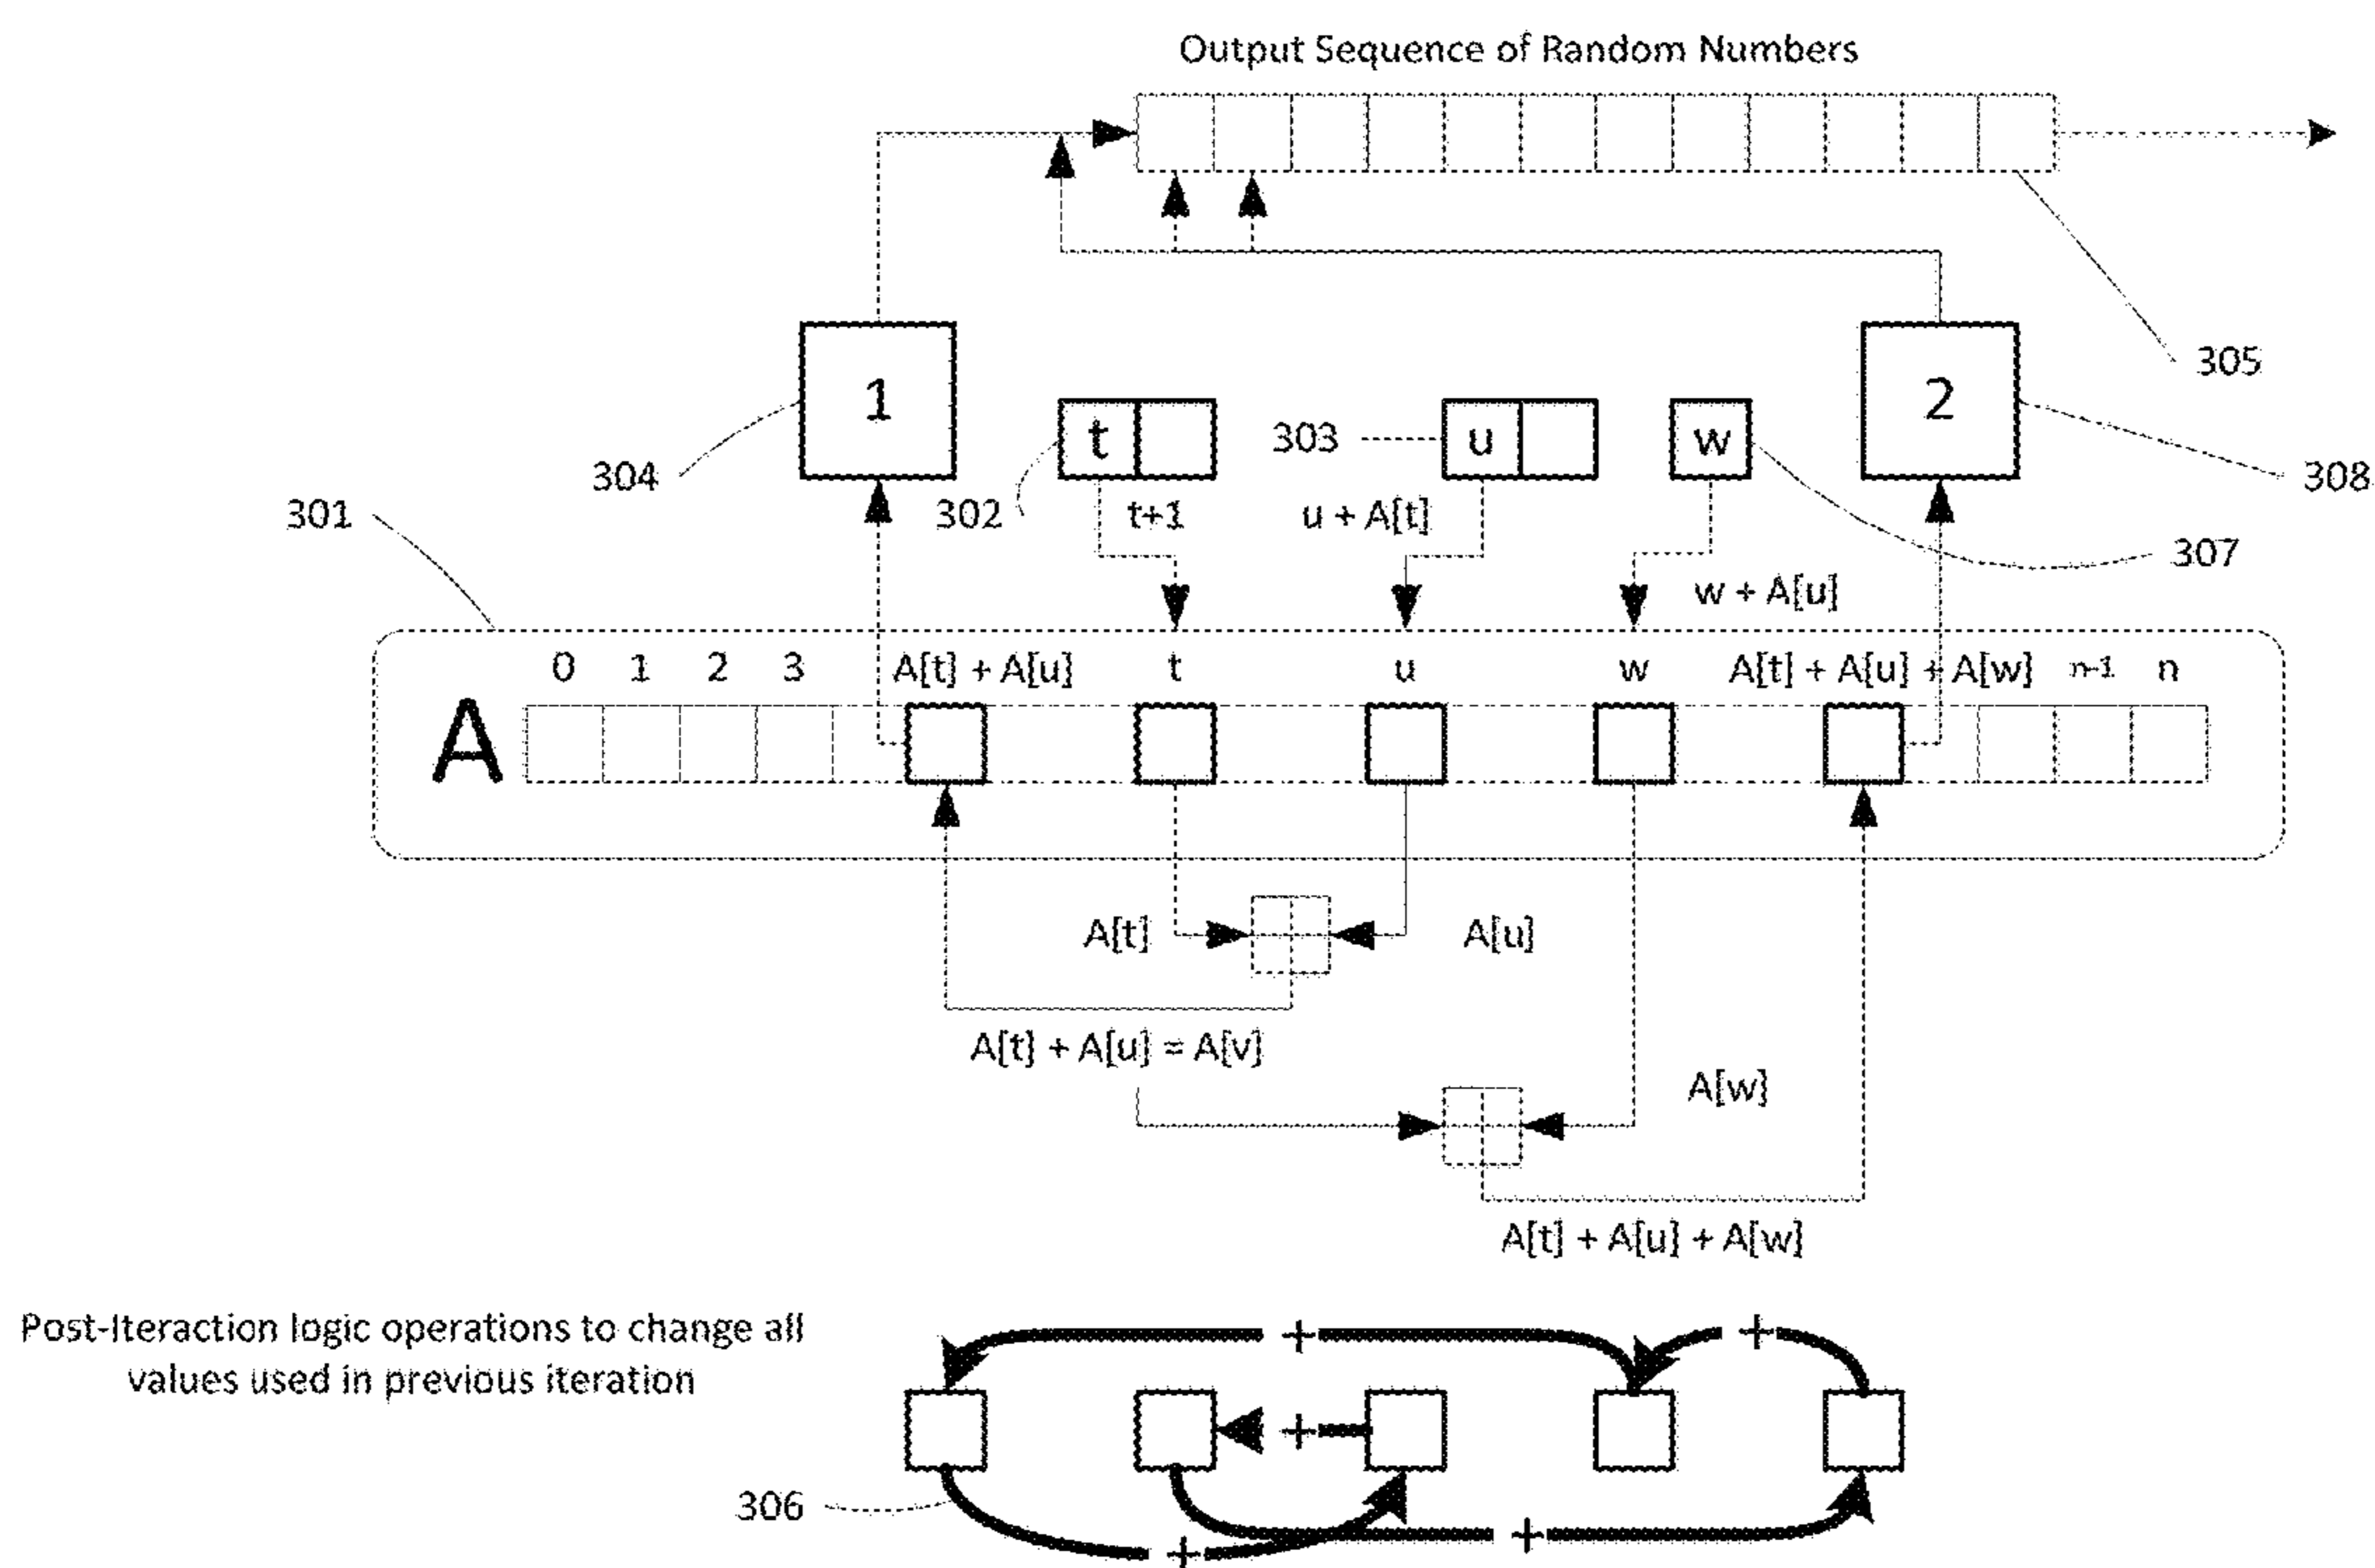 Output Sequence of Random Numbers
305
1
2
304
t
303
u
w
308
302
t+1
u + A[t]
301
307
w + A[u]
0 1 2 3 A[t] + A[u] t u w A[t] + A[u] + A[w] n-1 n
A
A[t]
A[u]
A[t] + A[u] = A[v]
A[w]
A[t] + A[u] + A[w]
Post-Iteraction logic operations to change all
values used in previous iteration
+
+
+
306
+
+